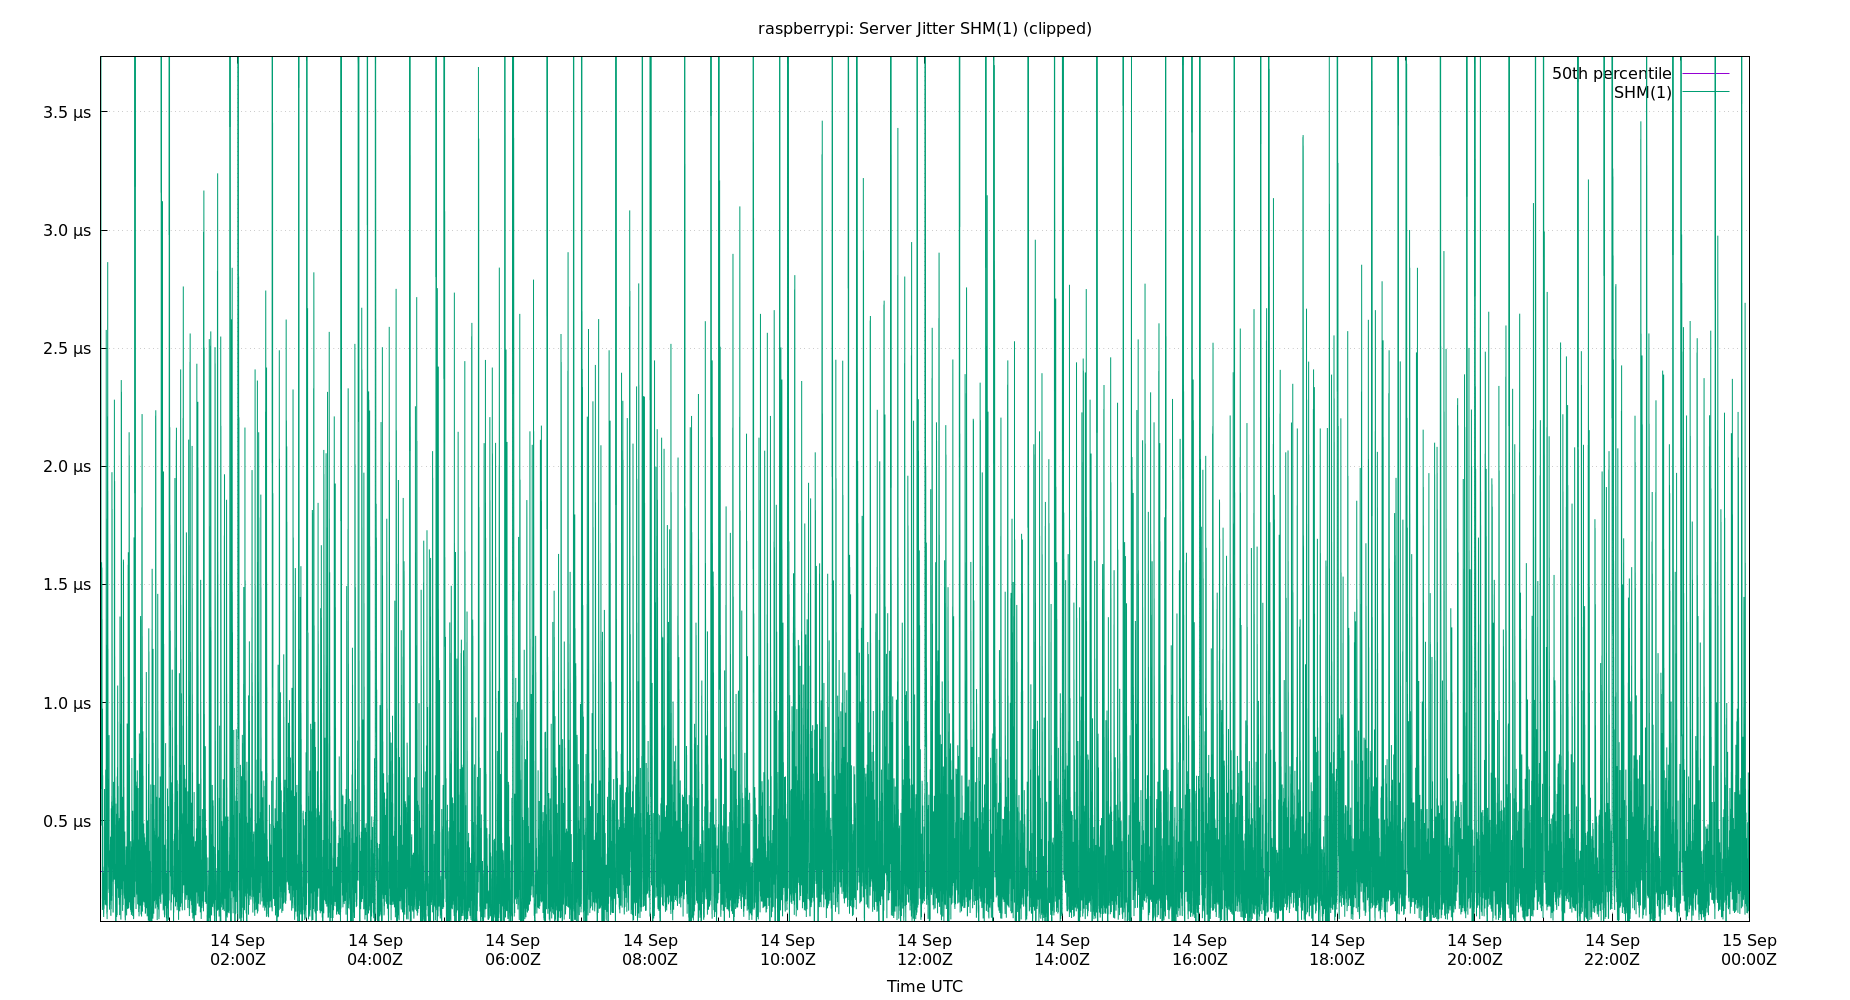 raspberrypi: Server Jitter SHM(1) (clipped)
50th percentile
SHM(1)
3.5 µs
3.0 µs
2.5 µs
2.0 µs
1.5 µs
1.0 µs
0.5 µs
14 Sep 14 Sep 14 Sep 14 Sep 14 Sep 14 Sep 14 Sep 14 Sep 14 Sep 14 Sep 14 Sep 15 Sep
02:00Z 04:00Z 06:00Z 08:00Z 10:00Z 12:00Z 14:00Z 16:00Z 18:00Z 20:00Z 22:00Z 00:00Z
Time UTC